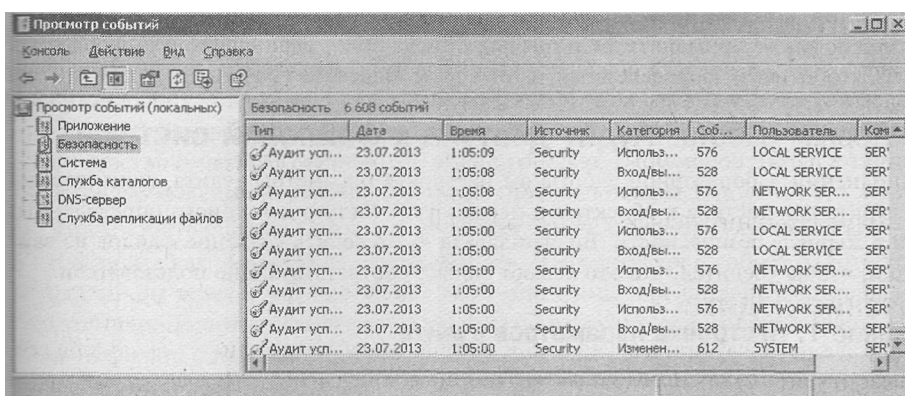 Просмотр событий
Консоль Действие Вид Справка
Просмотр событий (локальных)
Приложение
Безопасность
Система
Служба каталогов
DNS-сервер
Служба репликации файлов
Безопасность 6 608 событий
Тип Дата Время Источник Категория Соб... Пользователь Ком
Аудит усп... 23.07.2013 1:05:09 Security Использ... 576 LOCAL SERVICE SER'
Аудит усп... 23.07.2013 1:05:08 Security Вход/вы... 528 LOCAL SERVICE SER'
Аудит усп... 23.07.2013 1:05:08 Security Использ... 576 NETWORK SER... SER'
Аудит усп... 23.07.2013 1:05:08 Security Вход/вы... 528 NETWORK SER... SER'
Аудит усп... 23.07.2013 1:05:00 Security Использ... 576 LOCAL SERVICE SER'
Аудит усп... 23.07.2013 1:05:00 Security Вход/вы... 528 LOCAL SERVICE SER'
Аудит усп... 23.07.2013 1:05:00 Security Использ... 576 NETWORK SER... SER'
Аудит усп... 23.07.2013 1:05:00 Security Вход/вы... 528 NETWORK SER... SER'
Аудит усп... 23.07.2013 1:05:00 Security Использ... 576 NETWORK SER... SER'
Аудит усп... 23.07.2013 1:05:00 Security Вход/вы... 528 NETWORK SER... SER'
Аудит усп... 23.07.2013 1:05:00 Security Изменен... 612 SYSTEM SER'